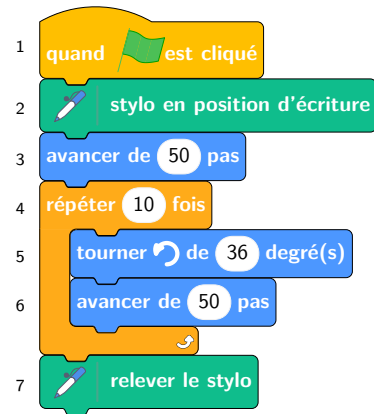 1 quand est cliqué
2 stylo en position d'écriture
3 avancer de 50 pas
4 répéter 10 fois
5 tourner de 36 degré(s)
6 avancer de 50 pas
7 relever le stylo